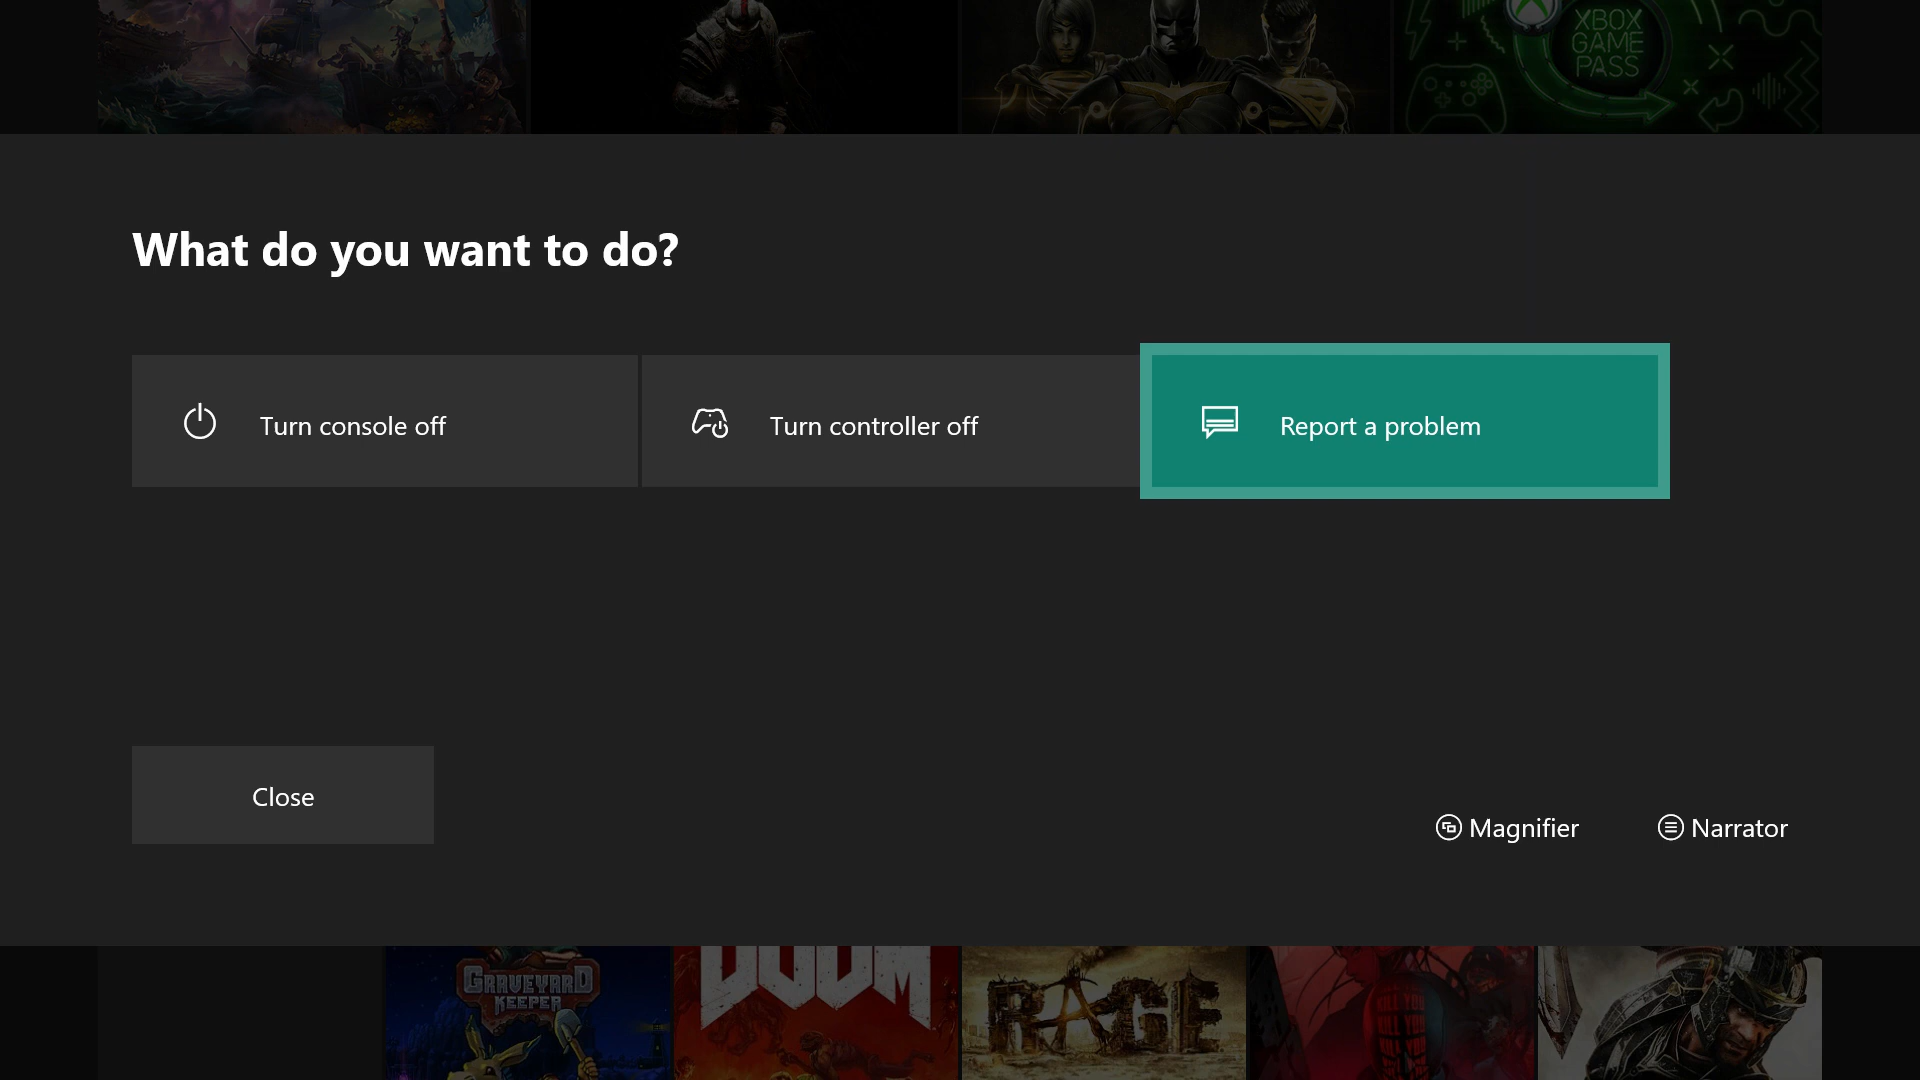 XBOX
GAME
PASS
What do you want to do?
Turn console off
Turn controller off
Report a problem
Close
Magnifier
Narrator
GRAVEYARD
KEEPER
DOOM
RAGE